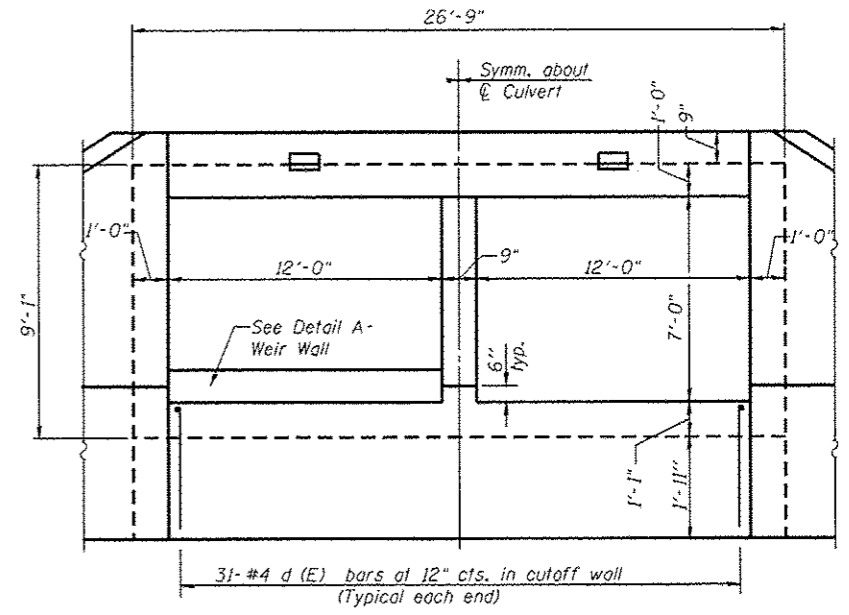 26'-9"
Symm. about
℄ Culvert
1'-0"
9"
1'-0"
12'-0"
9"
12'-0"
1'-0"
9'-1"
See Detail A-
Weir Wall
6"
typ.
7'-0"
1'-1"
1'-11"
31- #4 d (E) bars at 12" cts. in cutoff wall
(Typical each end)